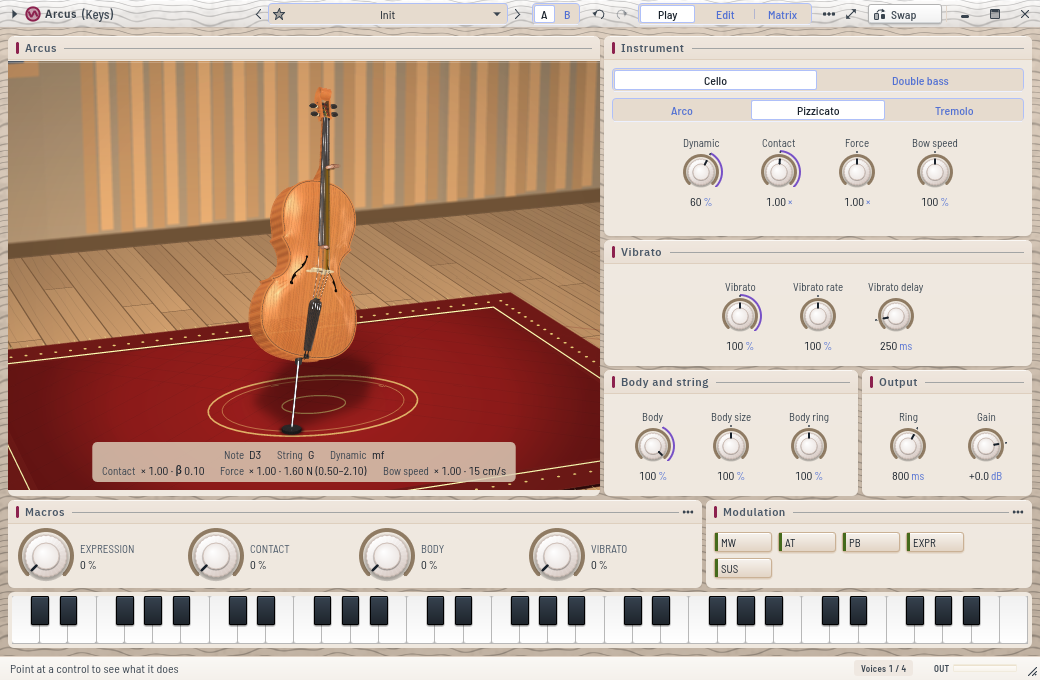 Arcus (Keys)
Init
A B
Play Edit Matrix
Swap
Arcus
Note D3 String G Dynamic mf
Contact × 1.00 · β 0.10 Force × 1.00 · 1.60 N (0.50–2.10) Bow speed × 1.00 · 15 cm/s
Instrument
Cello Double bass
Arco Pizzicato Tremolo
Dynamic Contact Force Bow speed
60 % 1.00 × 1.00 × 100 %
Vibrato
Vibrato Vibrato rate Vibrato delay
100 % 100 % 250 ms
Body and string
Body Body size Body ring
100 % 100 % 100 %
Output
Ring Gain
800 ms +0.0 dB
Macros
EXPRESSION
0 %
CONTACT
0 %
BODY
0 %
VIBRATO
0 %
Modulation
MW AT PB EXPR
SUS
Point at a control to see what it does
Voices 1 / 4
OUT